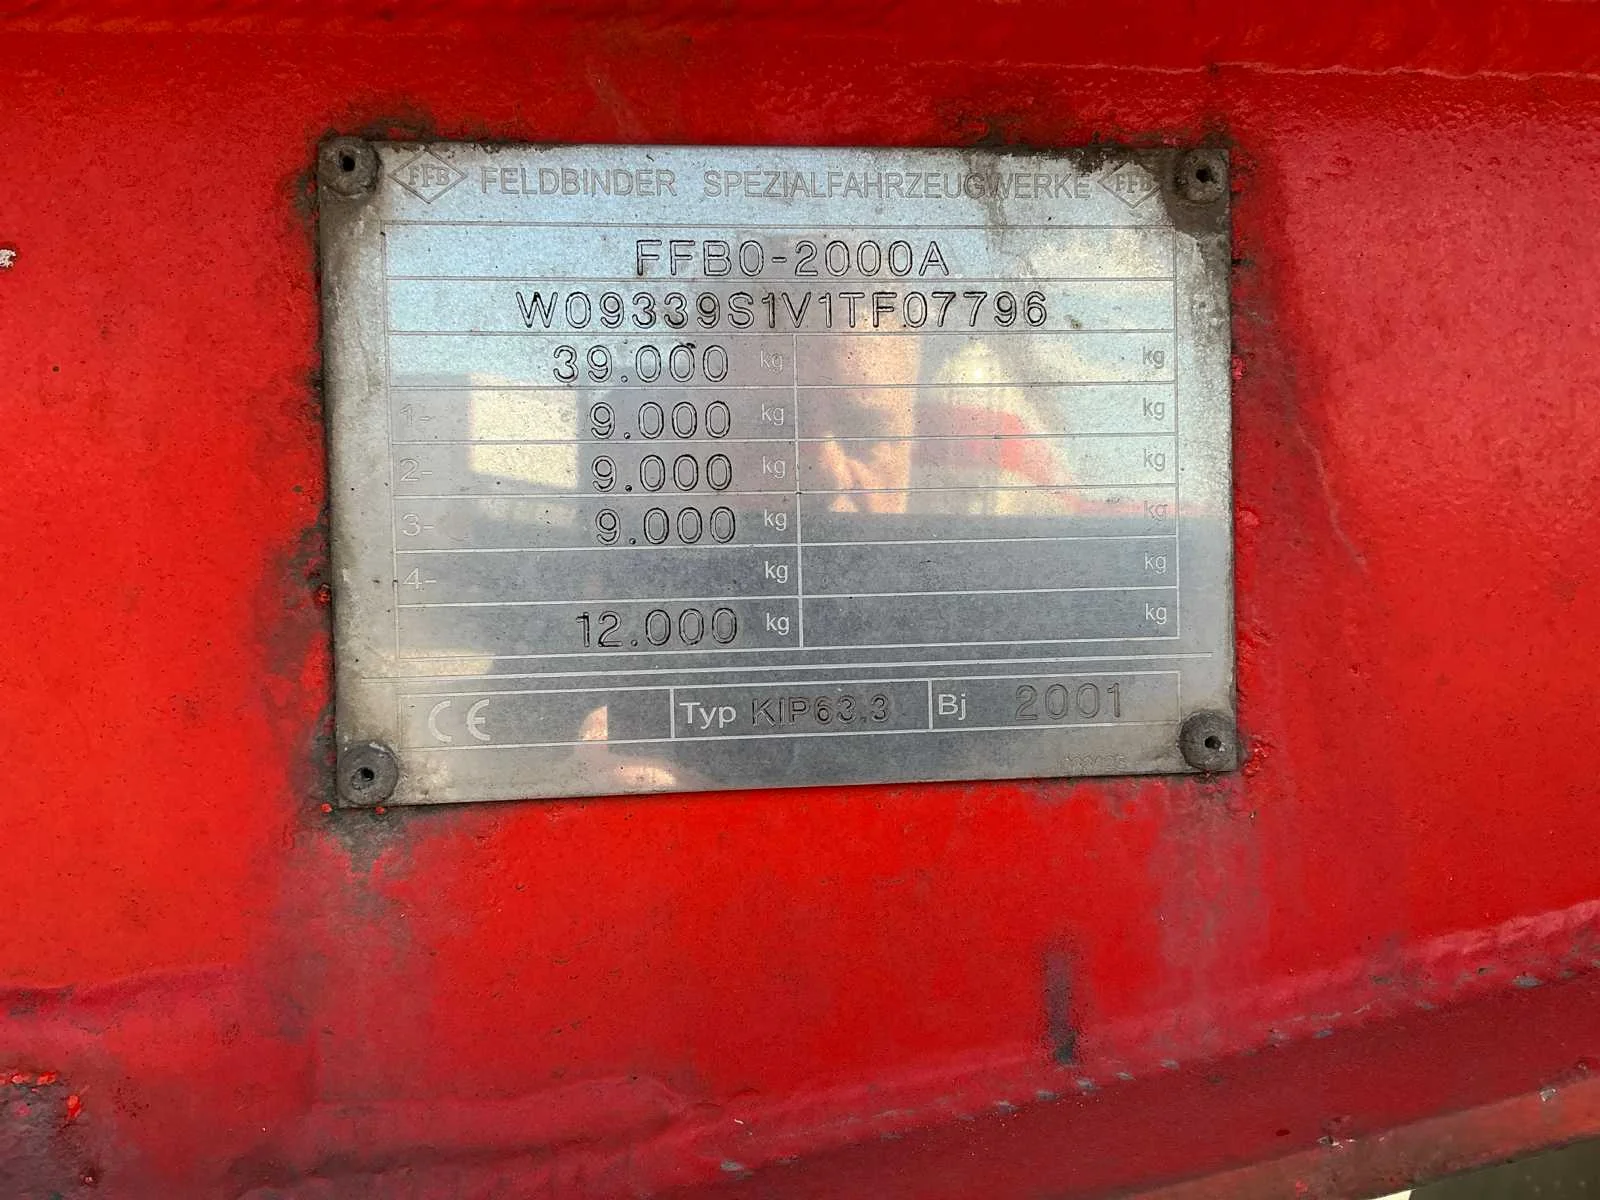 FFB FELDBINDER SPEZIALFAHRZEUGWERKE FFB
FFB0-2000A
W09339S1V1TF07796
39.000 kg kg
1- 9.000 kg kg
2- 9.000 kg kg
3- 9.000 kg kg
4- kg kg
12.000 kg kg
CE Typ KIP63.3 Bj 2001